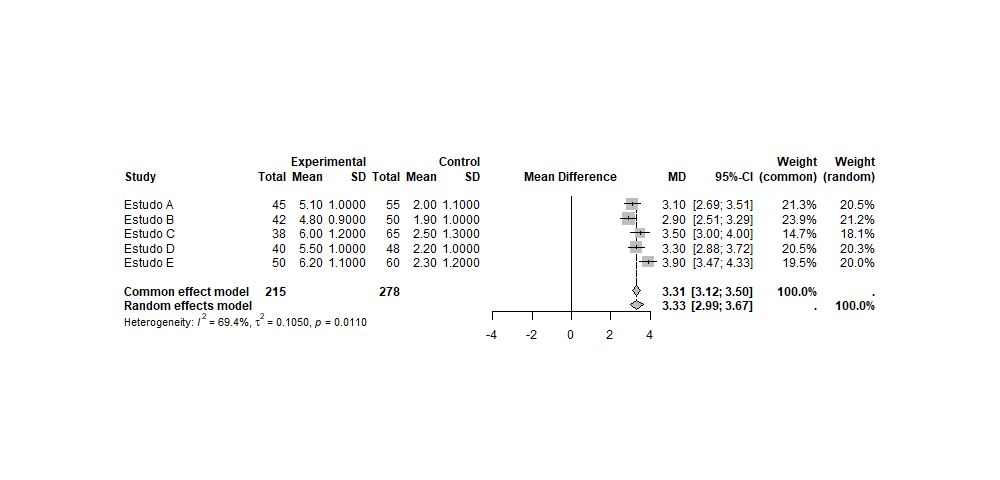 Experimental Control Weight Weight
Study Total Mean SD Total Mean SD Mean Difference MD 95%-CI (common) (random)
Estudo A 45 5.10 1.0000 55 2.00 1.1000 3.10 [2.69; 3.51] 21.3% 20.5%
Estudo B 42 4.80 0.9000 50 1.90 1.0000 2.90 [2.51; 3.29] 23.9% 21.2%
Estudo C 38 6.00 1.2000 65 2.50 1.3000 3.50 [3.00; 4.00] 14.7% 18.1%
Estudo D 40 5.50 1.0000 48 2.20 1.0000 3.30 [2.88; 3.72] 20.5% 20.3%
Estudo E 50 6.20 1.1000 60 2.30 1.2000 3.90 [3.47; 4.33] 19.5% 20.0%
Common effect model 215 278 3.31 [3.12; 3.50] 100.0% .
Random effects model 3.33 [2.99; 3.67] . 100.0%
Heterogeneity: I² = 69.4%, τ² = 0.1050, p = 0.0110
-4 -2 0 2 4